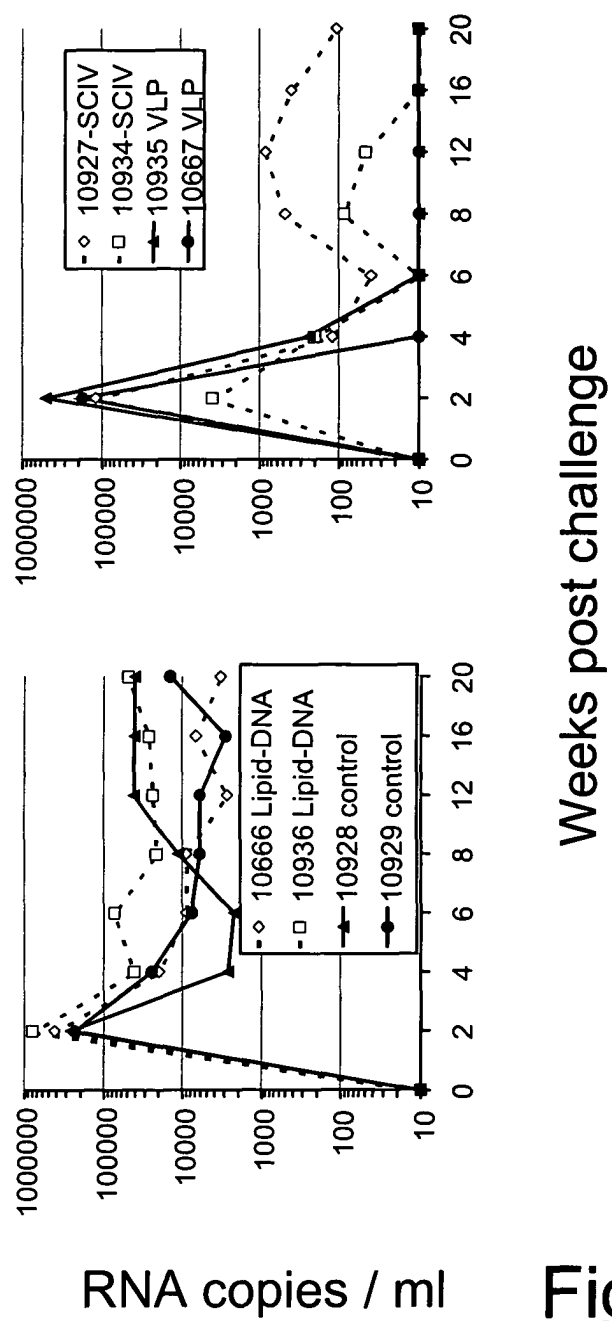 RNA copies / ml
1000000
100000
10000
1000
100
10
0
2
4
6
8
12
16
20
10666 Lipid-DNA
10936 Lipid-DNA
10928 control
10929 control
1000000
100000
10000
1000
100
10
0
2
4
6
8
12
16
20
10927-SCIV
10934-SCIV
10935 VLP
10667 VLP
Weeks post challenge